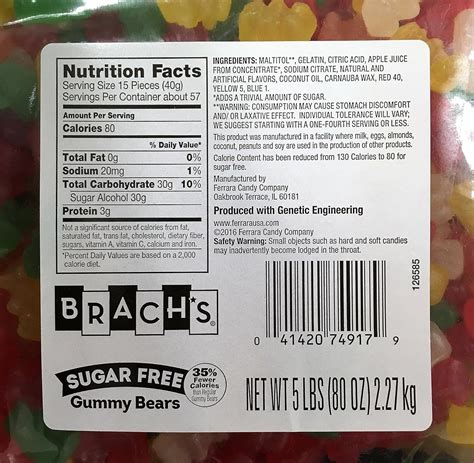 Nutrition Facts
Serving Size 15 Pieces (40g)
Servings Per Container about 57
Amount Per Serving
Calories 80
% Daily Value*
Total Fat 0g 0%
Sodium 20mg 1%
Total Carbohydrate 30g 10%
Sugar Alcohol 30g
Protein 3g
Not a significant source of calories from fat,
saturated fat, trans fat, cholesterol, dietary fiber,
sugars, vitamin A, vitamin C, calcium and iron.
*Percent Daily Values are based on a 2,000
calorie diet.
INGREDIENTS: MALTITOL**, GELATIN, CITRIC ACID, APPLE JUICE
FROM CONCENTRATE*, SODIUM CITRATE, NATURAL AND
ARTIFICIAL FLAVORS, COCONUT OIL, CARNAUBA WAX, RED 40,
YELLOW 5, BLUE 1.
*ADDS A TRIVIAL AMOUNT OF SUGAR.
**WARNING: CONSUMPTION MAY CAUSE STOMACH DISCOMFORT
AND/ OR LAXATIVE EFFECT. INDIVIDUAL TOLERANCE WILL VARY;
WE SUGGEST STARTING WITH A ONE-FOURTH SERVING OR LESS.
This product was manufactured in a facility where milk, eggs, almonds,
coconut, peanuts and soy are used in the production of other products.
Calorie Content has been reduced from 130 Calories to 80 for
sugar free.
Manufactured by
Ferrara Candy Company
Oakbrook Terrace, IL 60181
Produced with Genetic Engineering
www.ferrarausa.com
©2016 Ferrara Candy Company
Safety Warning: Small objects such as hard and soft candies
may inadvertently become lodged in the throat.
126585
BRACH'S®
SUGAR FREE
Gummy Bears
35%
Fewer
Calories
than Regular
Gummy Bears
0 41420 74917 9
NET WT 5 LBS (80 OZ) 2.27 kg